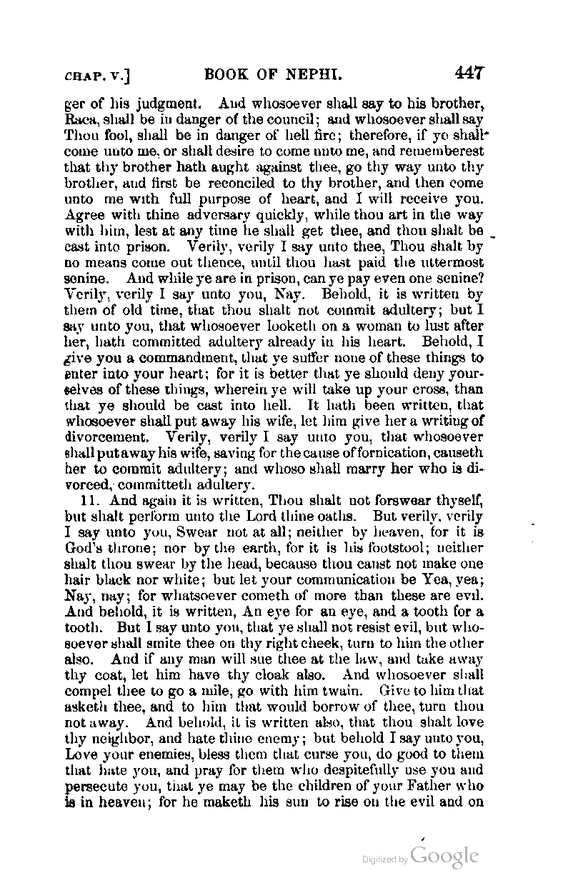 CHAP. V.] BOOK OF NEPHI. 447
ger of his judgment. And whosoever shall say to his brother,
Raca, shall be in danger of the council; and whosoever shall say
Thou fool, shall be in danger of hell fire; therefore, if ye shall
come unto me, or shall desire to come unto me, and rememberest
that thy brother hath aught against thee, go thy way unto thy
brother, and first be reconciled to thy brother, and then come
unto me with full purpose of heart, and I will receive you.
Agree with thine adversary quickly, while thou art in the way
with him, lest at any time he shall get thee, and thou shalt be
cast into prison. Verily, verily I say unto thee, Thou shalt by
no means come out thence, until thou hast paid the uttermost
senine. And while ye are in prison, can ye pay even one senine?
Verily, verily I say unto you, Nay. Behold, it is written by
them of old time, that thou shalt not commit adultery; but I
say unto you, that whosoever looketh on a woman to lust after
her, hath committed adultery already in his heart. Behold, I
give you a commandment, that ye suffer none of these things to
enter into your heart; for it is better that ye should deny your-
selves of these things, wherein ye will take up your cross, than
that ye should be cast into hell. It hath been written, that
whosoever shall put away his wife, let him give her a writing of
divorcement. Verily, verily I say unto you, that whosoever
shall put away his wife, saving for the cause of fornication, causeth
her to commit adultery; and whoso shall marry her who is di-
vorced, committeth adultery.
11. And again it is written, Thou shalt not forswear thyself,
but shalt perform unto the Lord thine oaths. But verily, verily
I say unto you, Swear not at all; neither by heaven, for it is
God's throne; nor by the earth, for it is his footstool; neither
shalt thou swear by the head, because thou canst not make one
hair black nor white; but let your communication be Yea, yea;
Nay, nay; for whatsoever cometh of more than these are evil.
And behold, it is written, An eye for an eye, and a tooth for a
tooth. But I say unto you, that ye shall not resist evil, but who-
soever shall smite thee on thy right cheek, turn to him the other
also. And if any man will sue thee at the law, and take away
thy coat, let him have thy cloak also. And whosoever shall
compel thee to go a mile, go with him twain. Give to him that
asketh thee, and to him that would borrow of thee, turn thou
not away. And behold, it is written also, that thou shalt love
thy neighbor, and hate thine enemy; but behold I say unto you,
Love your enemies, bless them that curse you, do good to them
that hate you, and pray for them who despitefully use you and
persecute you, that ye may be the children of your Father who
is in heaven; for he maketh his sun to rise on the evil and on
Digitized by Google